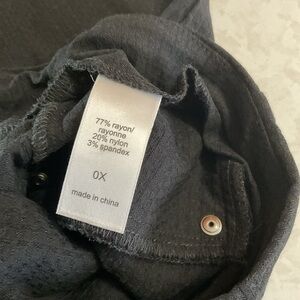 77% rayon/
rayonne
20% nylon
3% spandex
0X
made in china